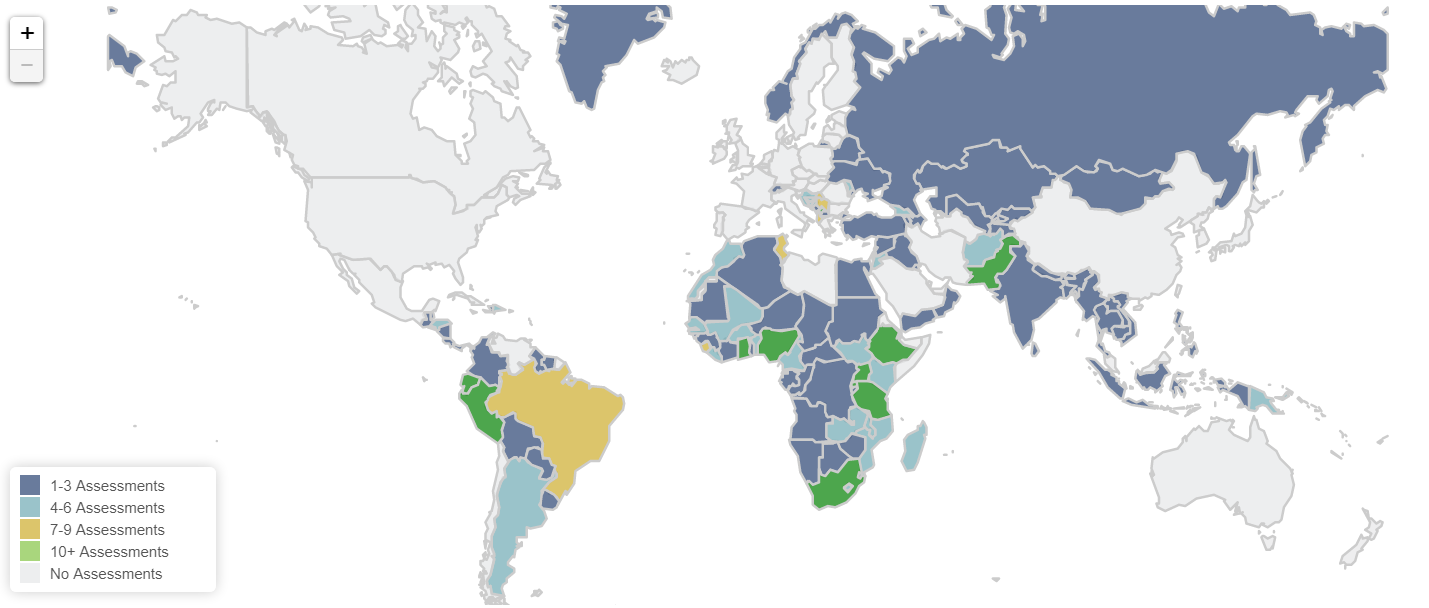 +
−
1-3 Assessments
4-6 Assessments
7-9 Assessments
10+ Assessments
No Assessments